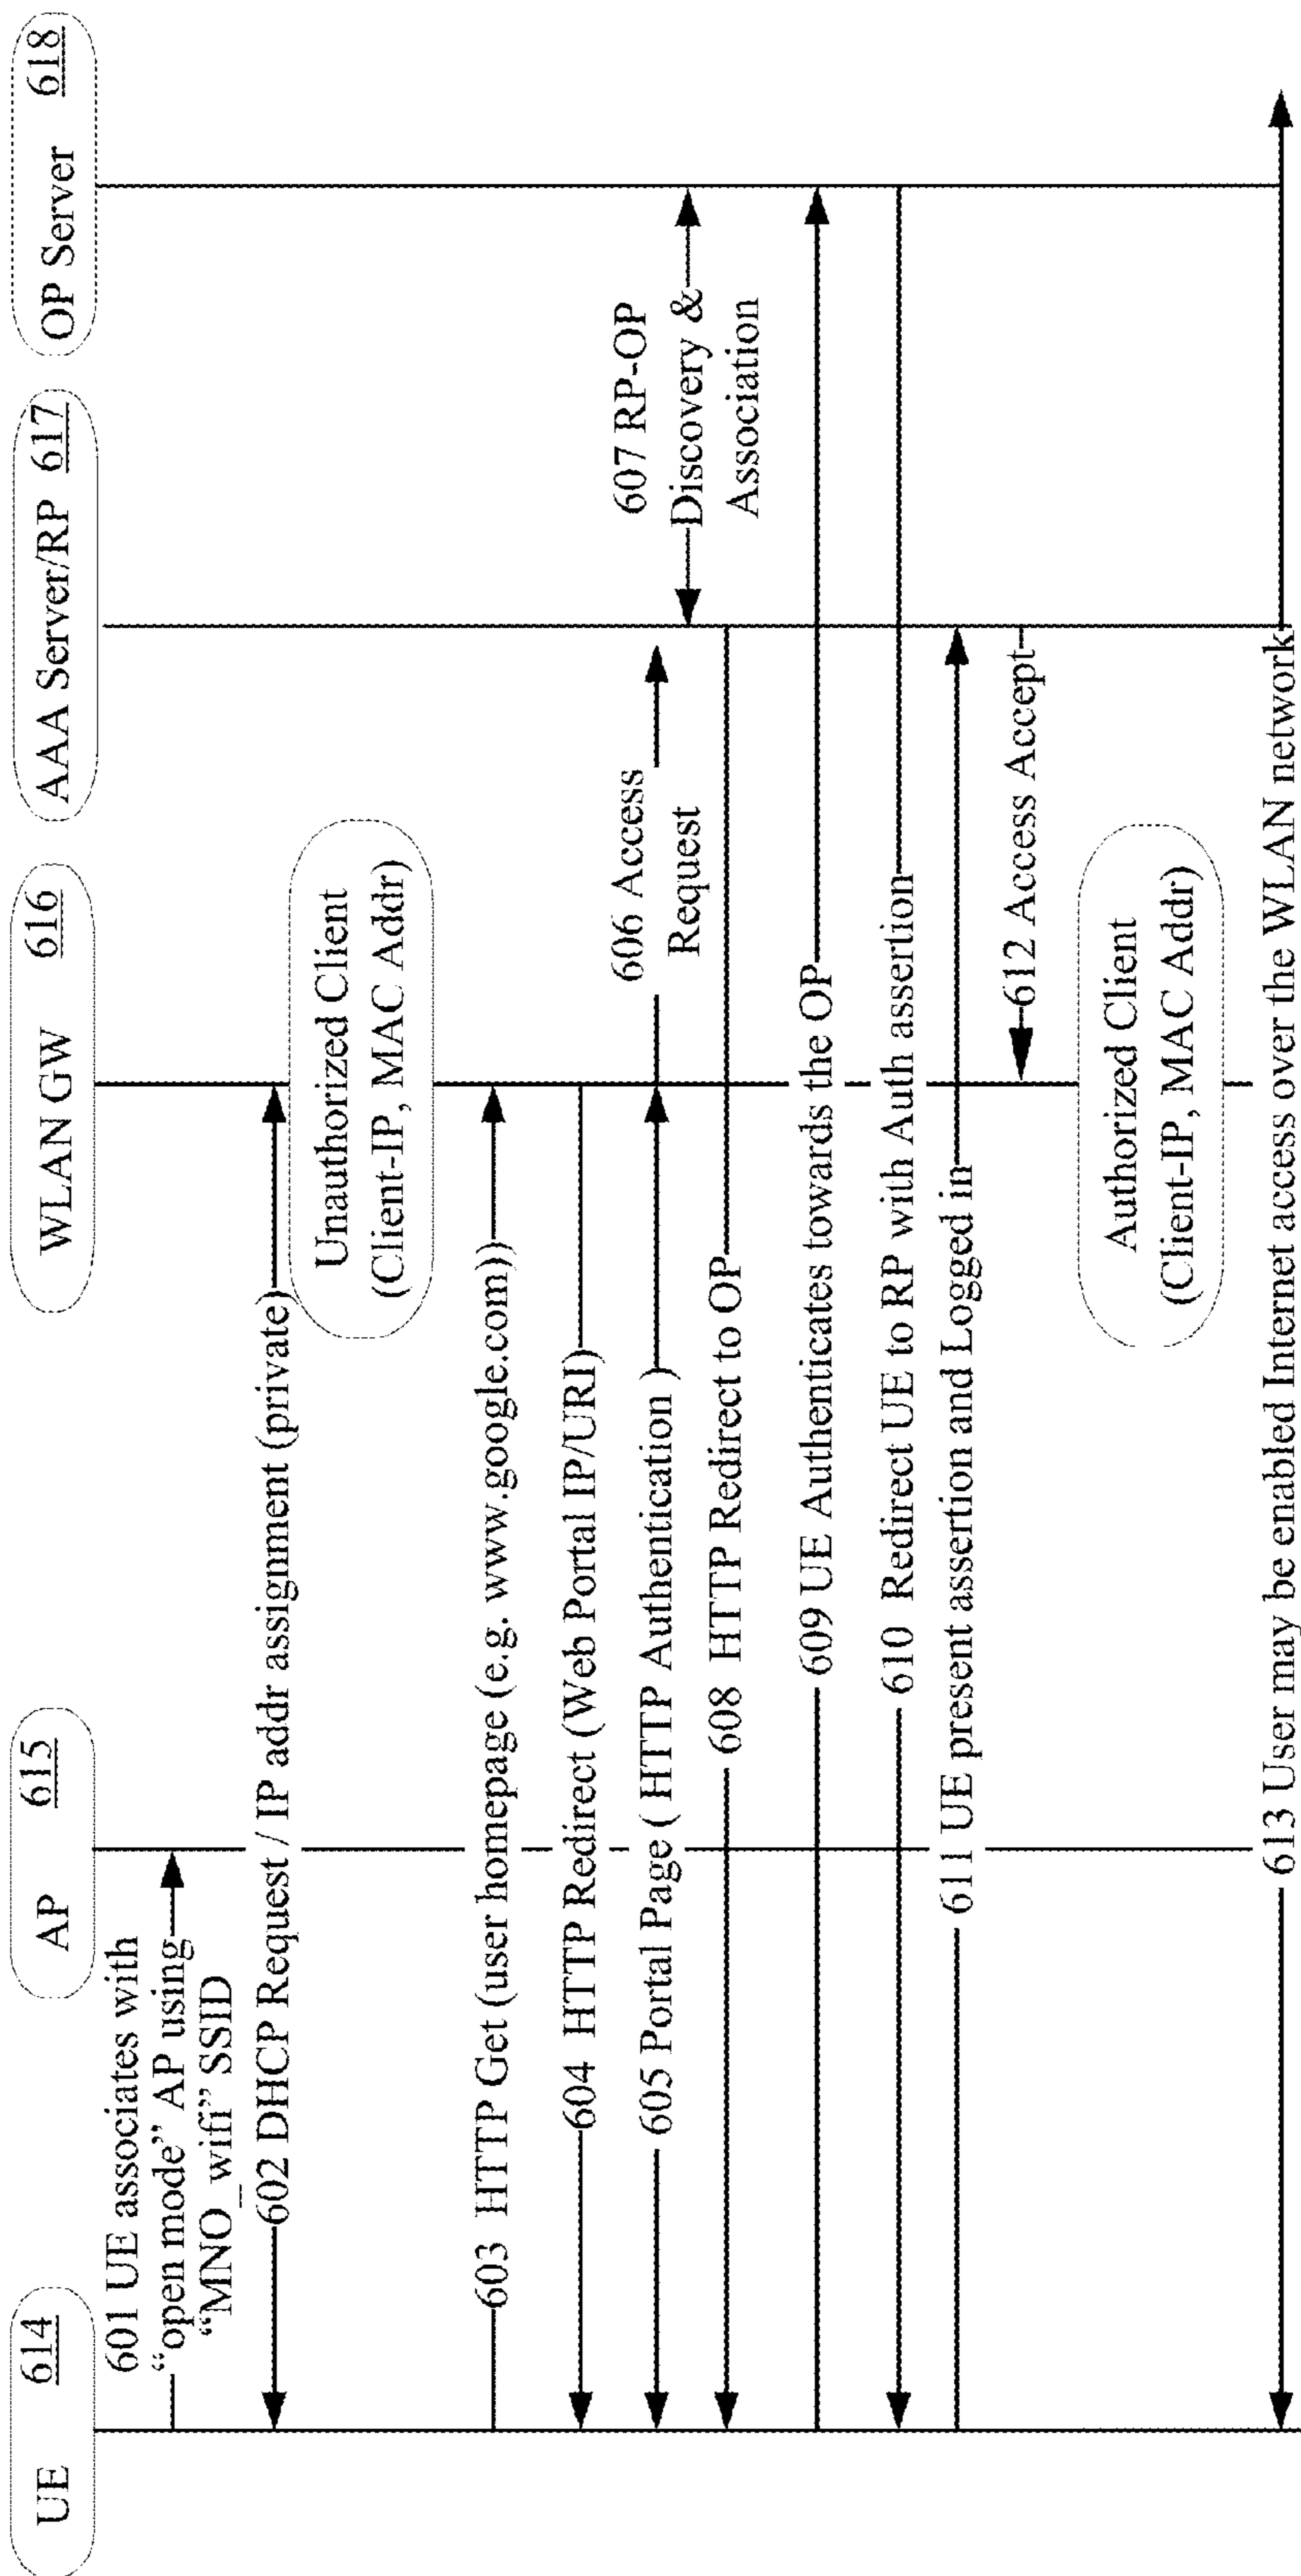 UE 614
AP 615
WLAN GW 616
AAA Server/RP 617
OP Server 618
601 UE associates with
“open mode” AP using
“MNO_wifi” SSID
602 DHCP Request / IP addr assignment (private)
Unauthorized Client
(Client-IP, MAC Addr)
603 HTTP Get (user homepage (e.g. www.google.com))
604 HTTP Redirect (Web Portal IP/URI)
605 Portal Page ( HTTP Authentication )
606 Access
Request
607 RP-OP
Discovery &
Association
608 HTTP Redirect to OP
609 UE Authenticates towards the OP
610 Redirect UE to RP with Auth assertion
611 UE present assertion and Logged in
612 Access Accept
Authorized Client
(Client-IP, MAC Addr)
613 User may be enabled Internet access over the WLAN network